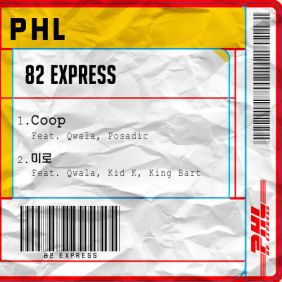 PHL
82 EXPRESS
1.Coop
Feat. Qwala, Posadic
2.미로
Feat. Qwala, Kid K, King Bart
82 EXPRESS
PHL